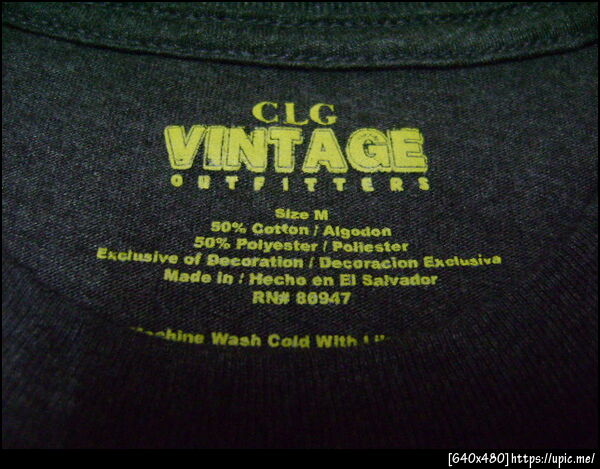 CLG
VINTAGE
OUTFITTERS
Size M
50% Cotton / Algodon
50% Polyester / Poliester
Exclusive of Decoration / Decoracion Exclusiva
Made in / Hecho en El Salvador
RN# 86947
Machine Wash Cold With
[640x480]https://upic.me/